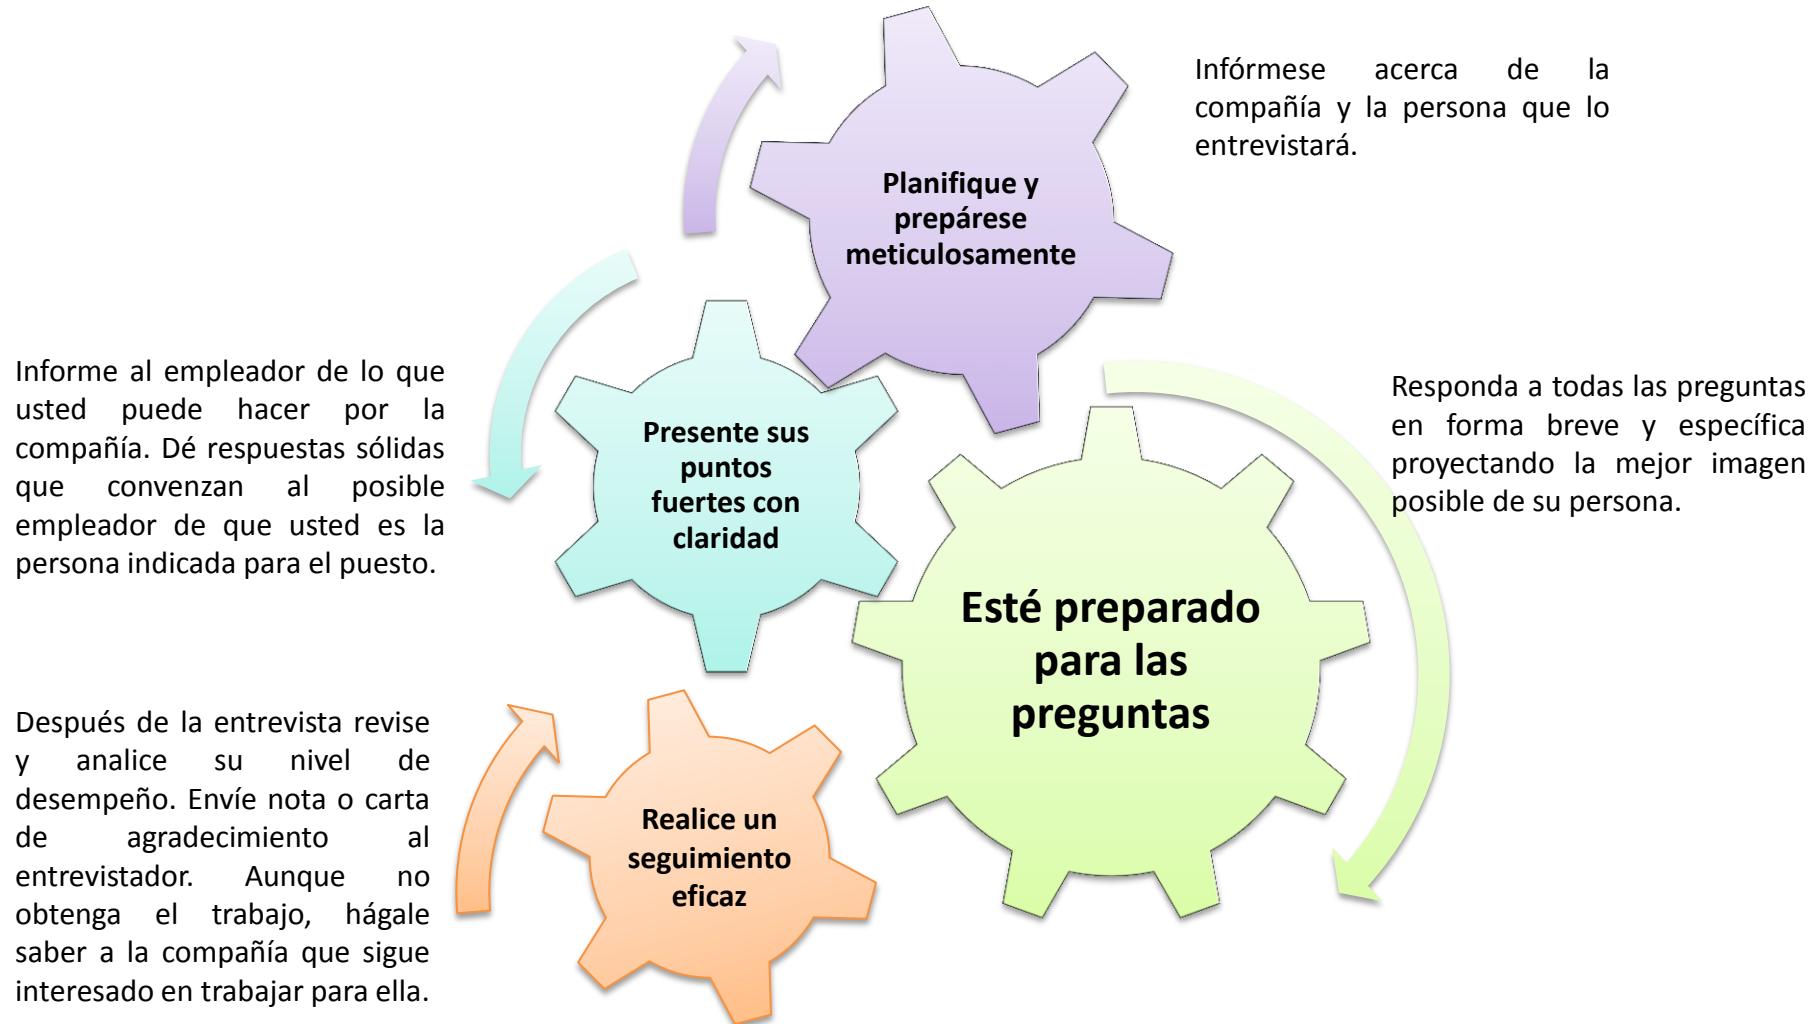 Planifique y
prepárese
meticulosamente
Infórmese acerca de la
compañía y la persona que lo
entrevistará.
Informe al empleador de lo que
usted puede hacer por la
compañía. Dé respuestas sólidas
que convenzan al posible
empleador de que usted es la
persona indicada para el puesto.
Presente sus
puntos
fuertes con
claridad
Responda a todas las preguntas
en forma breve y específica
proyectando la mejor imagen
posible de su persona.
Esté preparado
para las
preguntas
Después de la entrevista revise
y analice su nivel de
desempeño. Envíe nota o carta
de agradecimiento al
entrevistador. Aunque no
obtenga el trabajo, hágale
saber a la compañía que sigue
interesado en trabajar para ella.
Realice un
seguimiento
eficaz